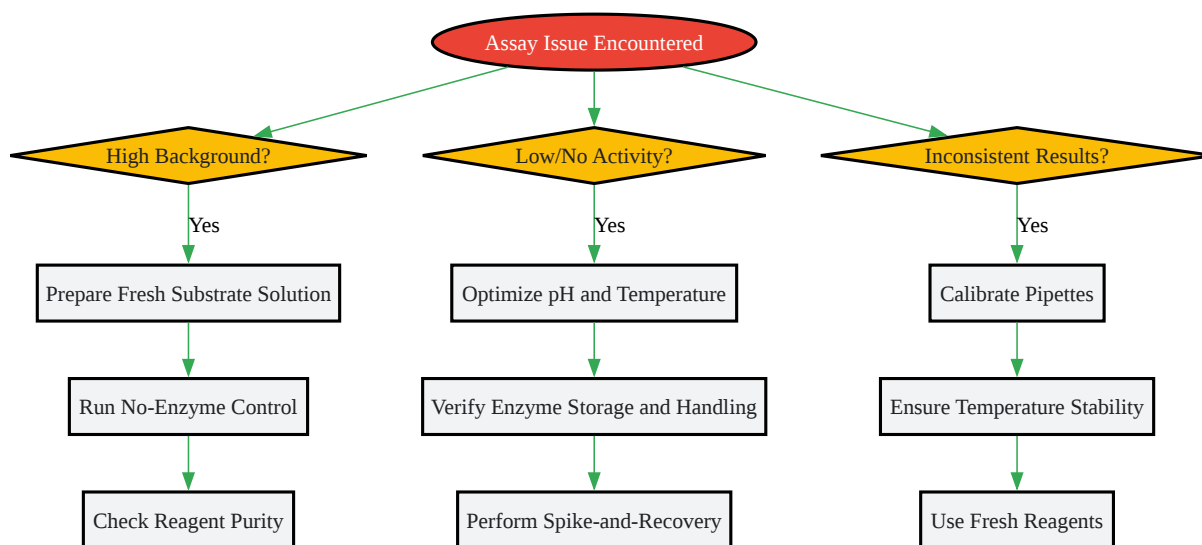 Assay Issue Encountered
High Background?
Low/No Activity?
Inconsistent Results?
Yes
Yes
Yes
Prepare Fresh Substrate Solution
Optimize pH and Temperature
Calibrate Pipettes
Run No-Enzyme Control
Verify Enzyme Storage and Handling
Ensure Temperature Stability
Check Reagent Purity
Perform Spike-and-Recovery
Use Fresh Reagents